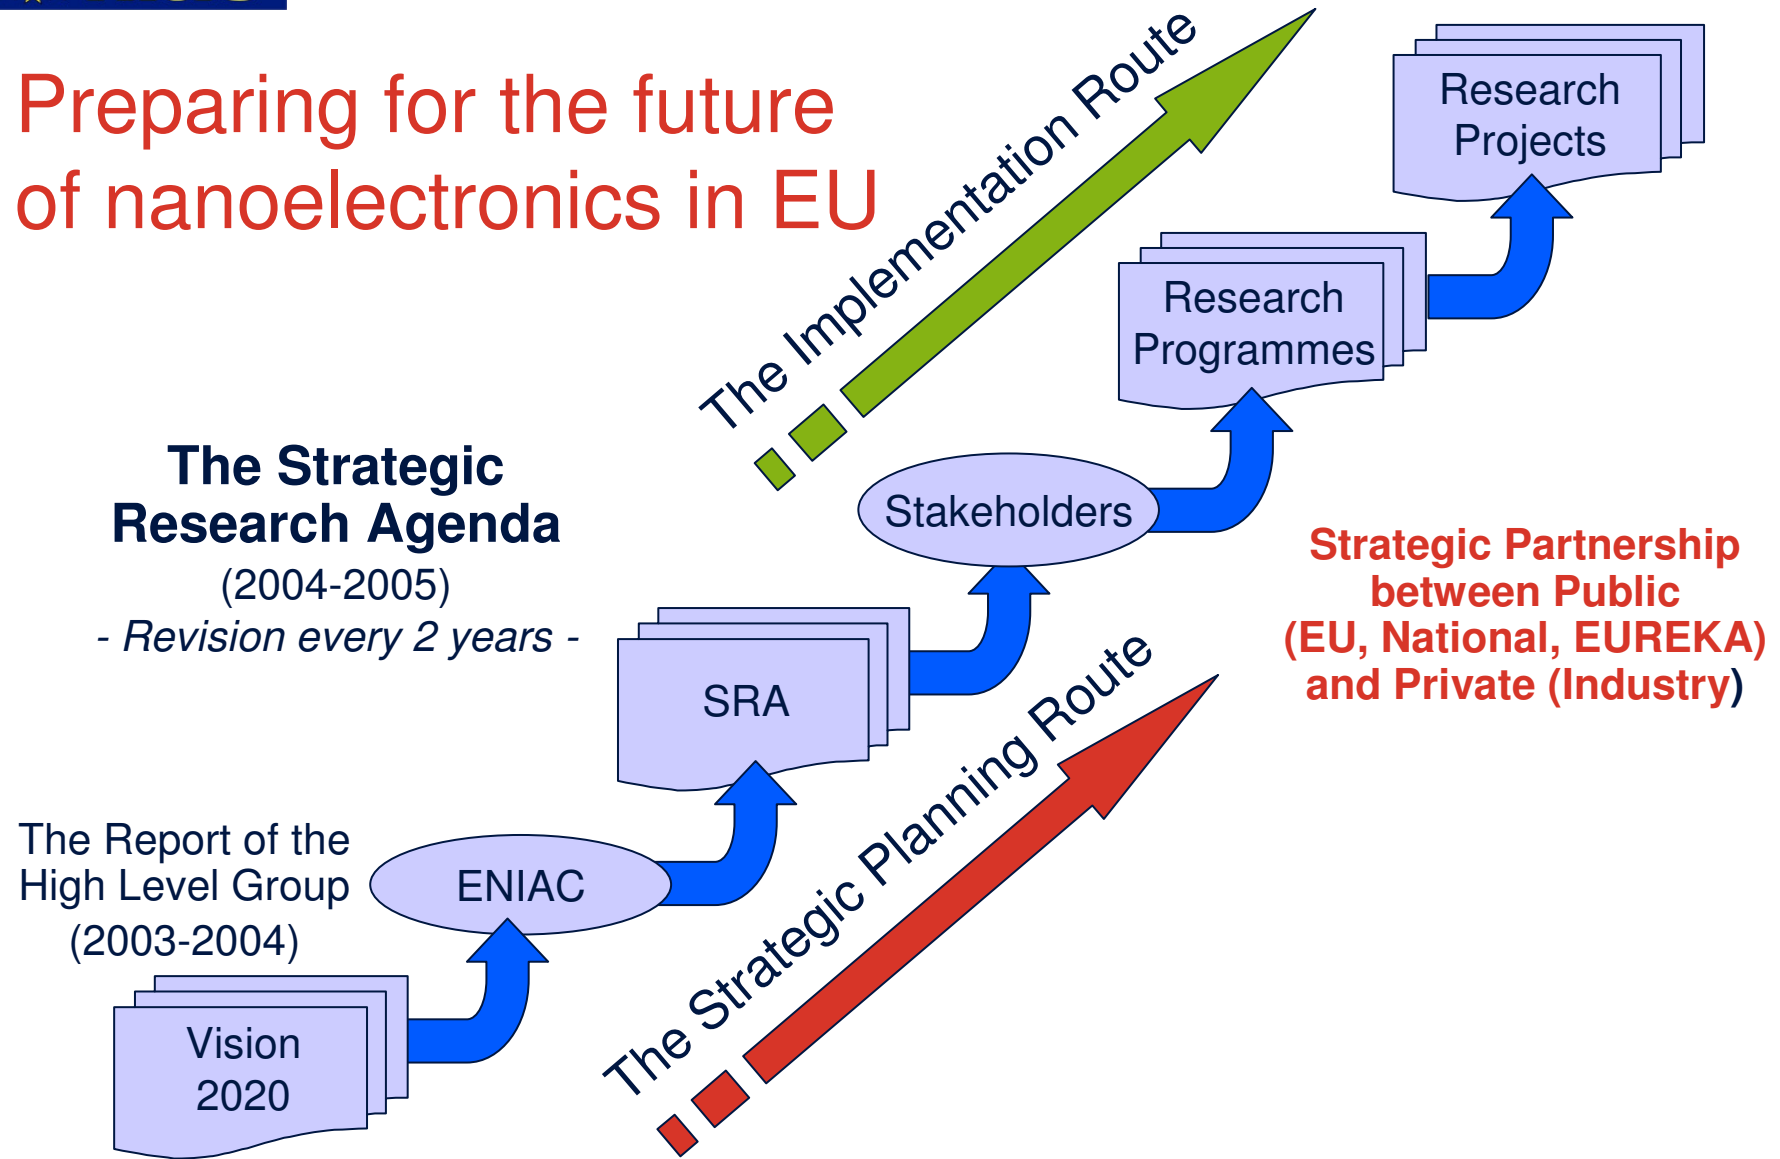 Preparing for the future
of nanoelectronics in EU
The Implementation Route
Research
Projects
Research
Programmes
The Strategic
Research Agenda
(2004-2005)
- Revision every 2 years -
Stakeholders
Strategic Partnership
between Public
(EU, National, EUREKA)
and Private (Industry)
SRA
The Strategic Planning Route
The Report of the
High Level Group
(2003-2004)
ENIAC
Vision
2020